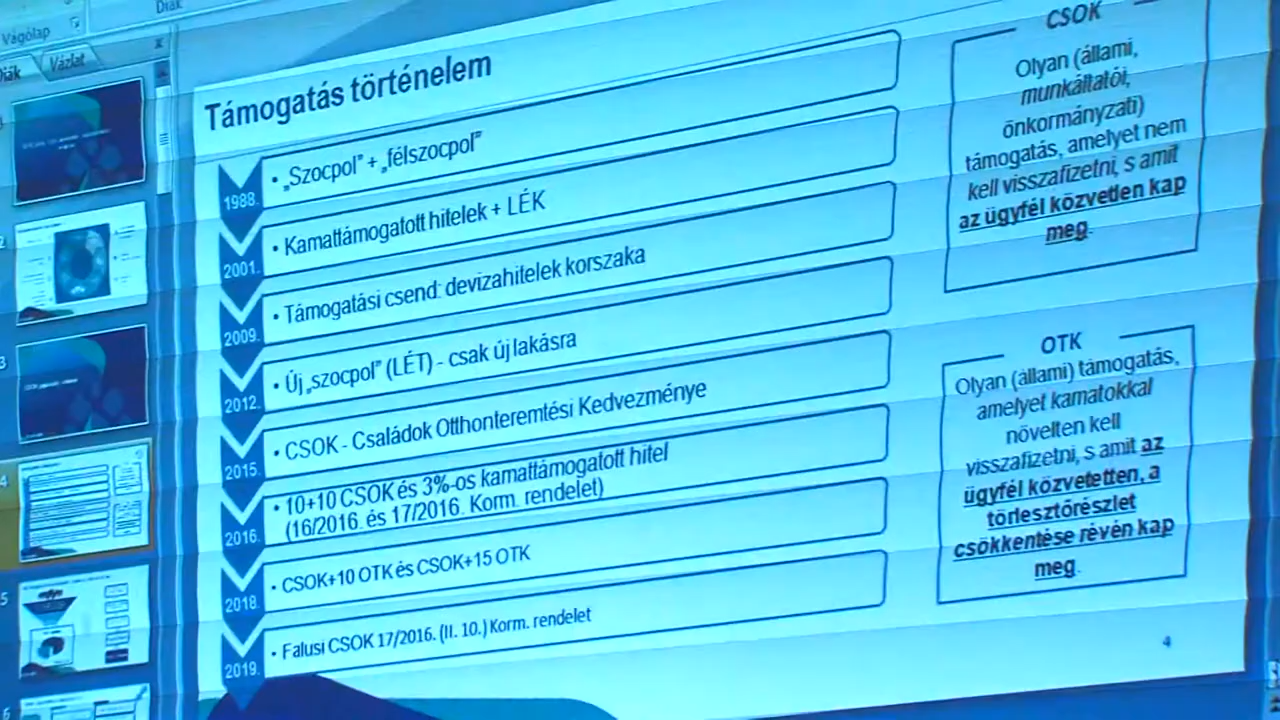 Vágólap
Diák
Diák
Vázlat
Támogatás történelem
1988.
• „Szocpol” + „félszocpol”
2001.
• Kamattámogatott hitelek + LÉK
2009.
• Támogatási csend: devizahitelek korszaka
2012.
• Új „szocpol” (LÉT) - csak új lakásra
2015.
• CSOK - Családok Otthonteremtési Kedvezménye
2016.
• 10+10 CSOK és 3%-os kamattámogatott hitel
(16/2016. és 17/2016. Korm. rendelet)
2018.
• CSOK+10 OTK és CSOK+15 OTK
2019.
• Falusi CSOK 17/2016. (II. 10.) Korm. rendelet
CSOK
Olyan (állami,
munkáltatói,
önkormányzati)
támogatás, amelyet nem
kell visszafizetni, s amit
az ügyfél közvetlen kap
meg.
OTK
Olyan (állami) támogatás,
amelyet kamatokkal
növelten kell
visszafizetni, s amit az
ügyfél közvetetten, a
törlesztőrészlet
csökkentése révén kap
meg.
4
2
3
4
5
6